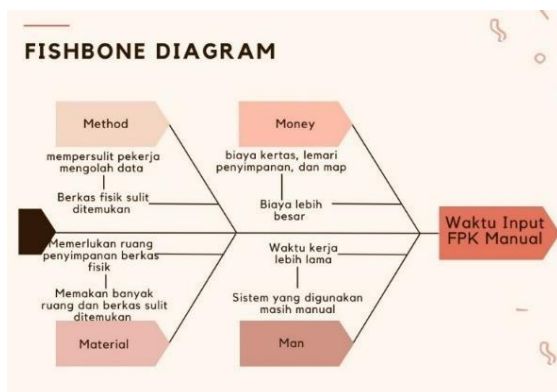 FISHBONE DIAGRAM
Method
mempersulit pekerja
mengolah data
Berkas fisik sulit
ditemukan
Money
biaya kertas, lemari
penyimpanan, dan map
Biaya lebih
besar
Waktu Input
FPK Manual
Memerlukan ruang
penyimpanan berkas
fisik
Memakan banyak
ruang dan berkas sulit
ditemukan
Material
Waktu kerja
lebih lama
Sistem yang digunakan
masih manual
Man